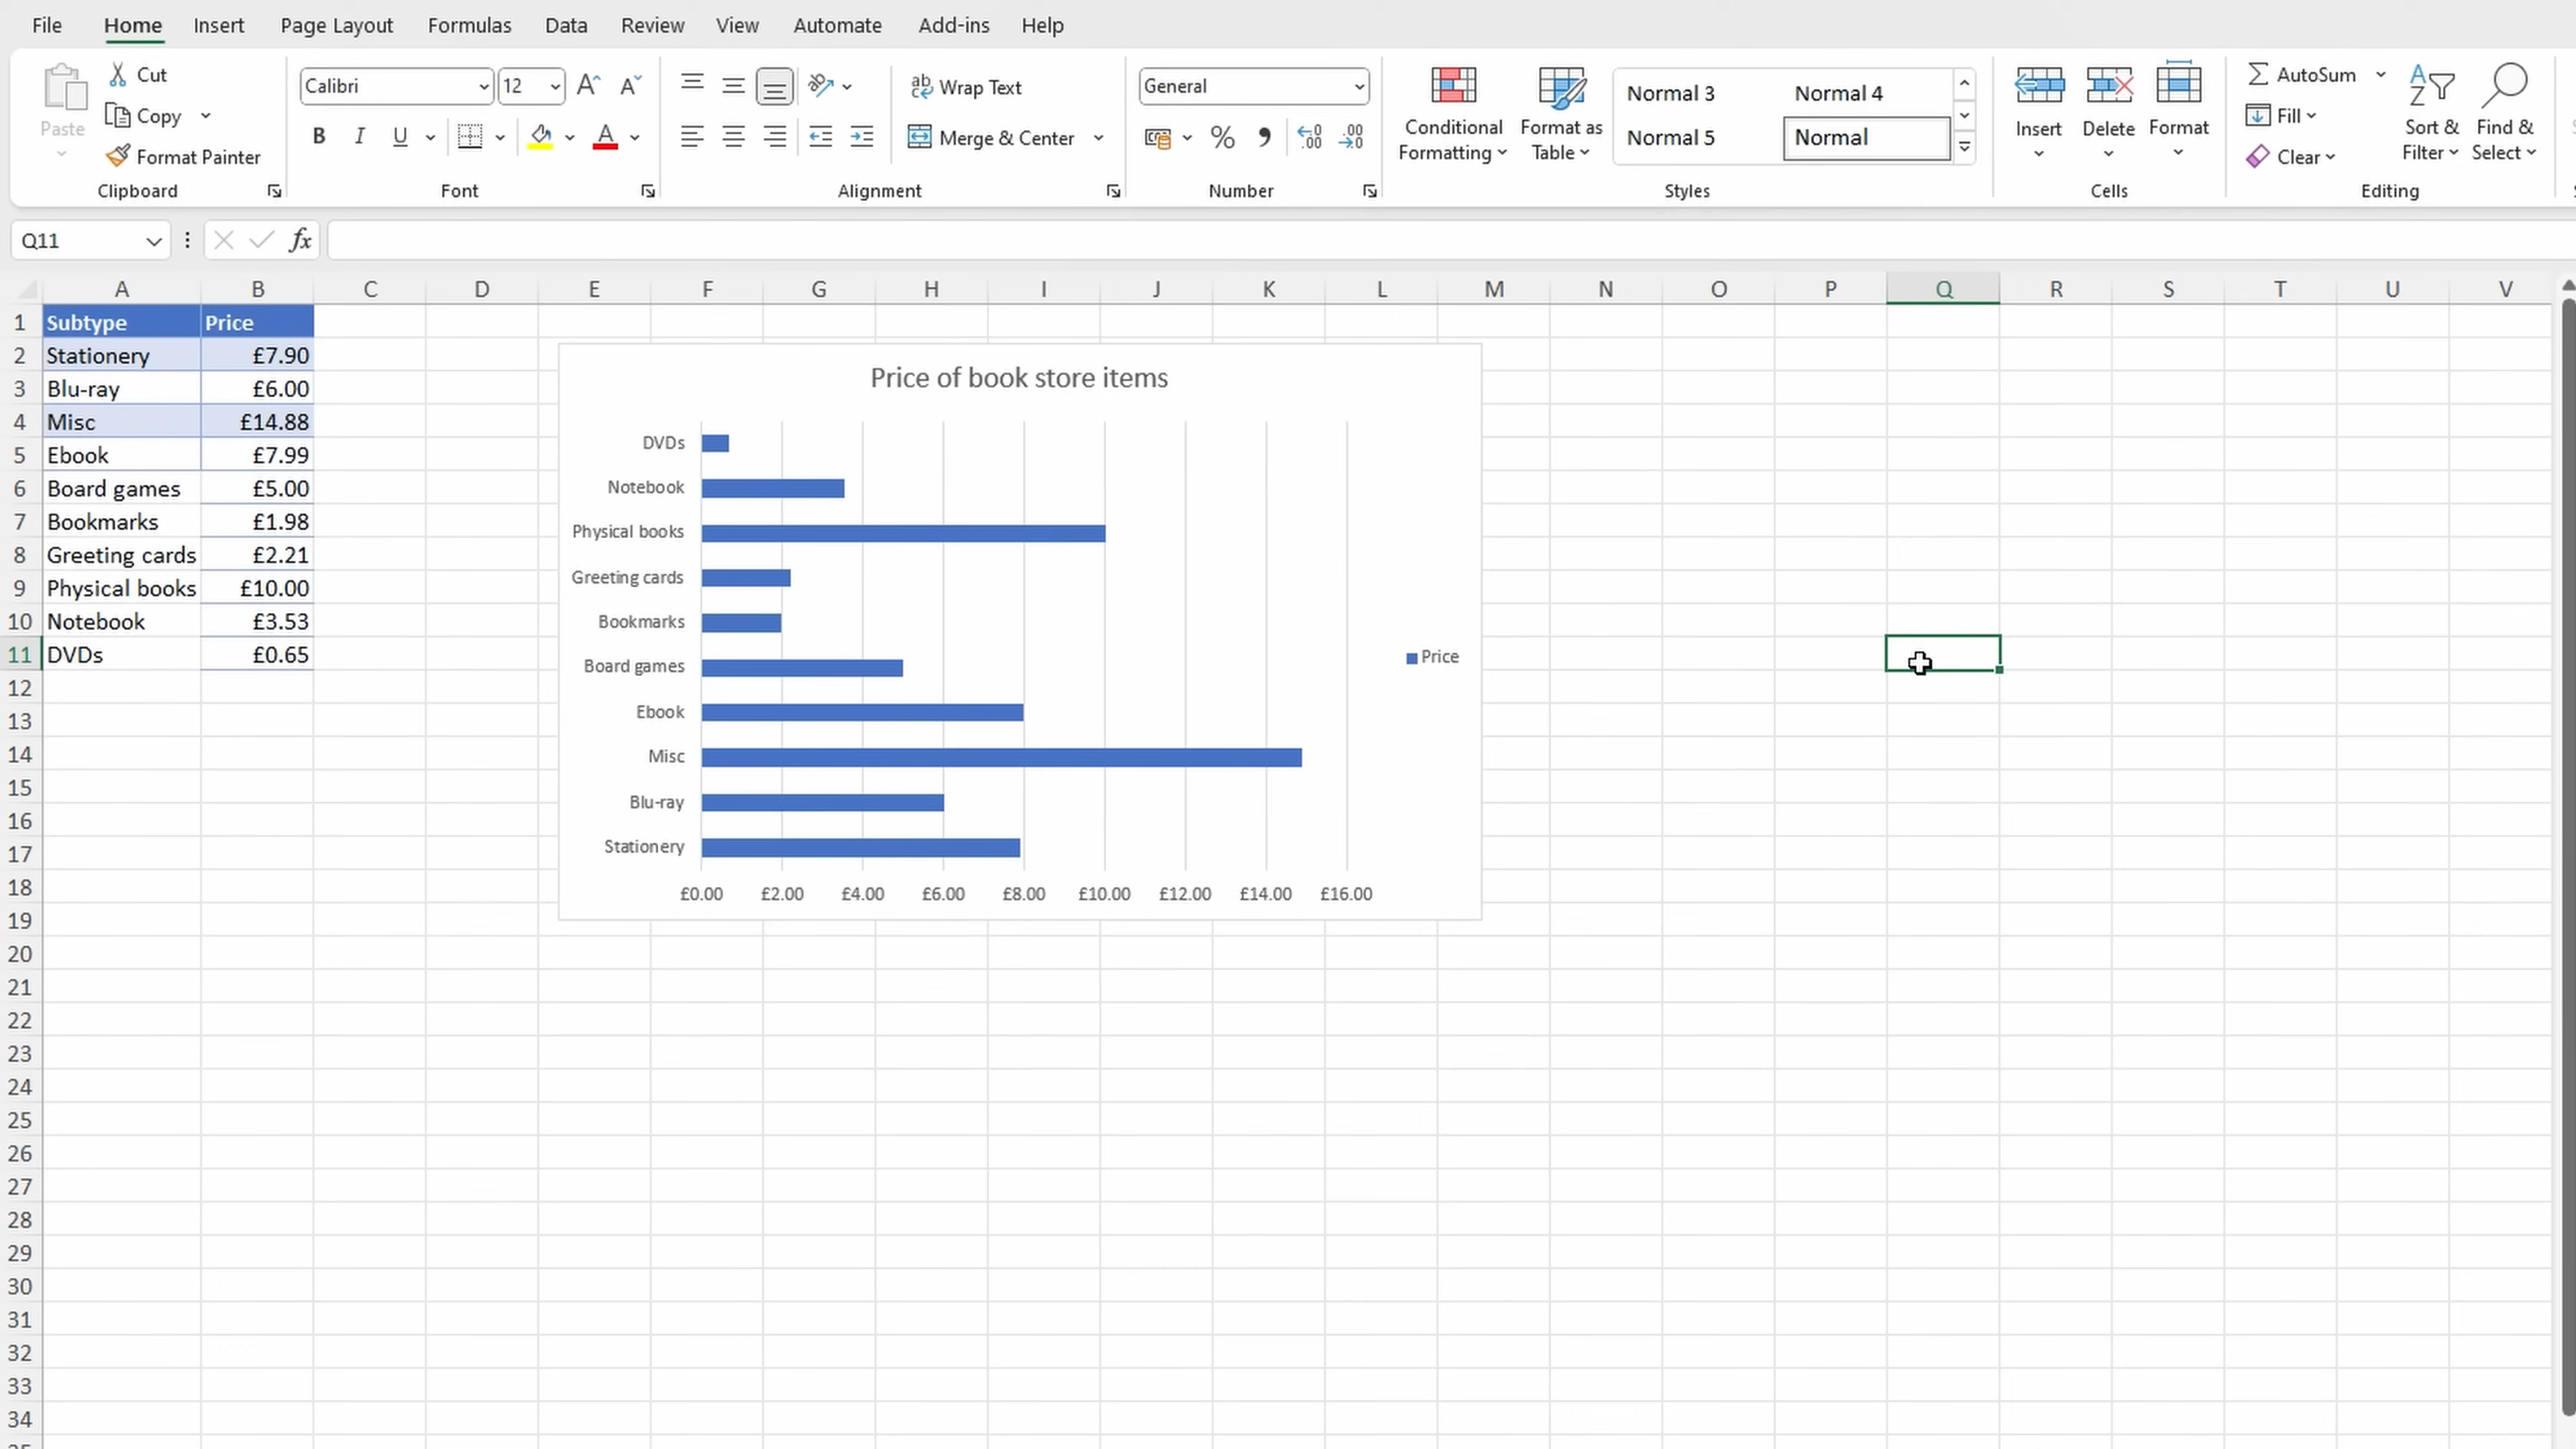 File Home Insert Page Layout Formulas Data Review View Automate Add-ins Help
Paste
Cut
Copy
Format Painter
Clipboard
Calibri 12
B I U
Font
Wrap Text
Merge & Center
Alignment
General
Number
Conditional Formatting
Format as Table
Normal 3 Normal 4
Normal 5 Normal
Styles
Insert Delete Format
Cells
AutoSum
Fill
Clear
Sort & Filter
Find & Select
Editing
Q11 fx
A B C D E F G H I J K L M N O P Q R S T U V
1 Subtype Price
2 Stationery £7.90
3 Blu-ray £6.00
4 Misc £14.88
5 Ebook £7.99
6 Board games £5.00
7 Bookmarks £1.98
8 Greeting cards £2.21
9 Physical books £10.00
10 Notebook £3.53
11 DVDs £0.65
12
13
14
15
16
17
18
19
20
21
22
23
24
25
26
27
28
29
30
31
32
33
34
Price of book store items
DVDs
Notebook
Physical books
Greeting cards
Bookmarks
Board games
Ebook
Misc
Blu-ray
Stationery
£0.00 £2.00 £4.00 £6.00 £8.00 £10.00 £12.00 £14.00 £16.00
Price